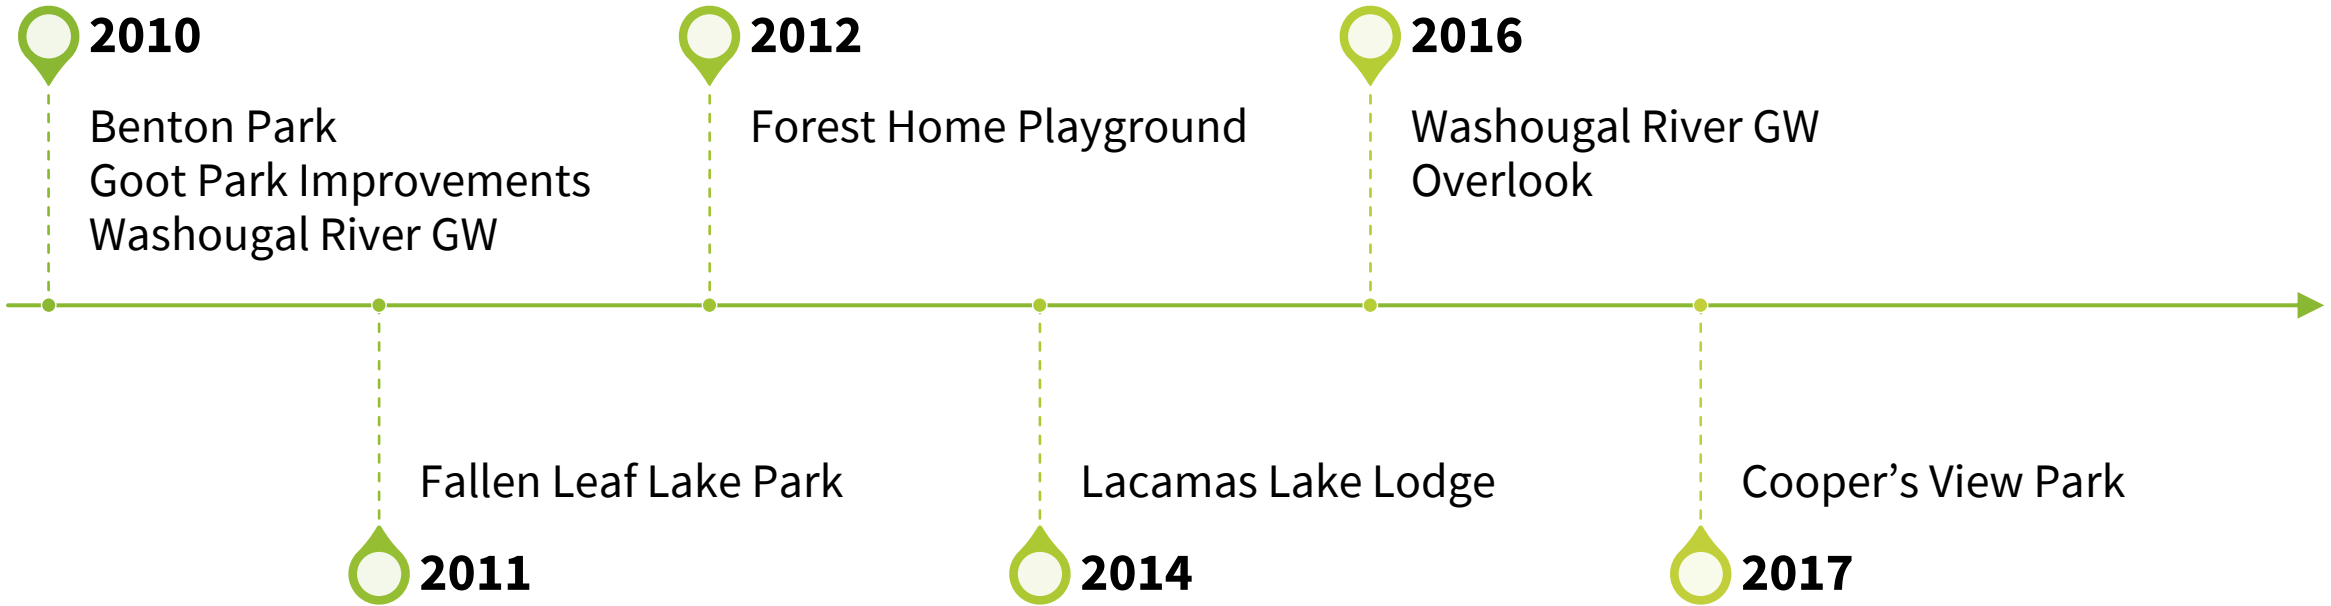 2010
Benton Park
Goot Park Improvements
Washougal River GW
2012
Forest Home Playground
2016
Washougal River GW
Overlook
Fallen Leaf Lake Park
2011
Lacamas Lake Lodge
2014
Cooper’s View Park
2017